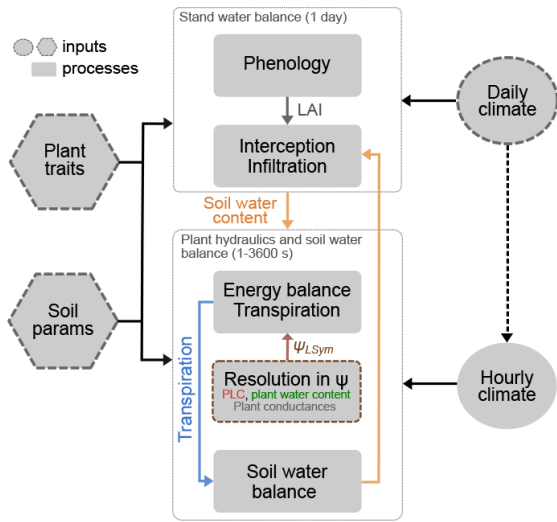 inputs
processes
Stand water balance (1 day)
Phenology
LAI
Interception
Infiltration
Daily
climate
Plant
traits
Soil water
content
Plant hydraulics and soil water
balance (1-3600 s)
Energy balance
Transpiration
Soil
params
Transpiration
ψLSym
Resolution in ψ
PLC, plant water content
Plant conductances
Hourly
climate
Soil water
balance